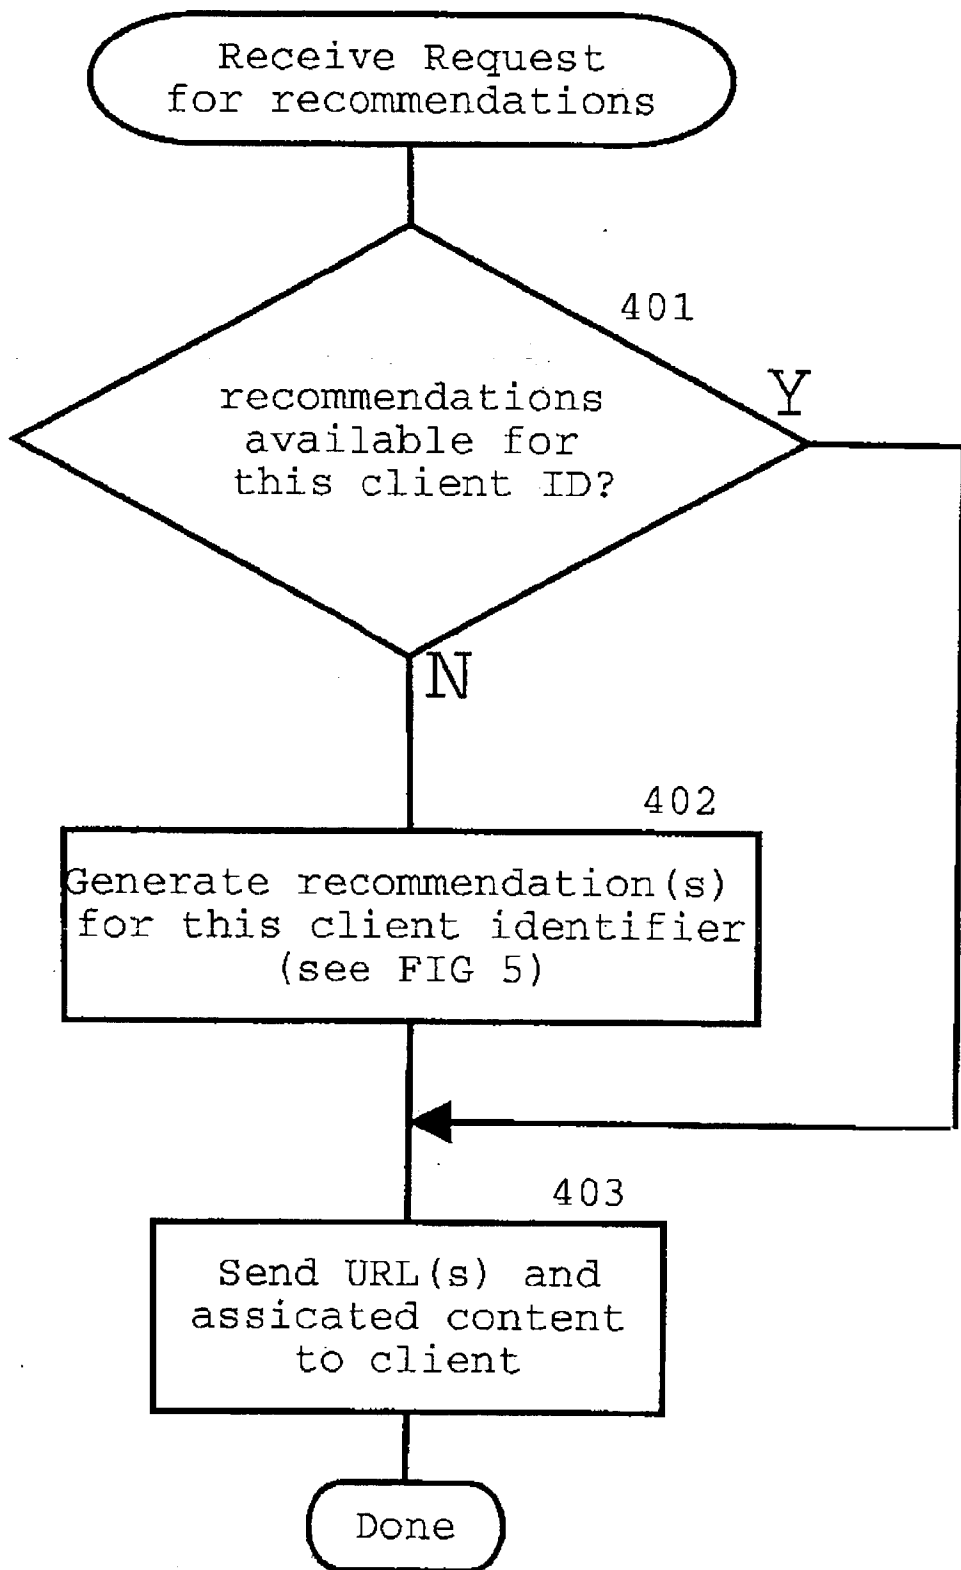 Receive Request
for recommendations
401
recommendations
available for
this client ID?
Y
N
402
Generate recommendation(s)
for this client identifier
(see FIG 5)
403
Send URL(s) and
assicated content
to client
Done